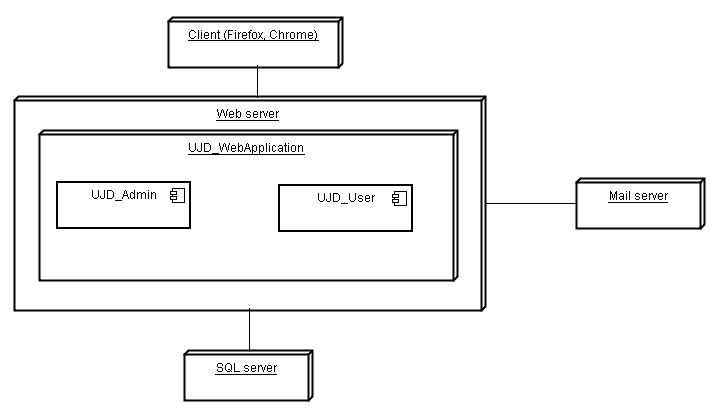 Client (Firefox, Chrome)
Web server
UJD_WebApplication
UJD_Admin
UJD_User
Mail server
SQL server